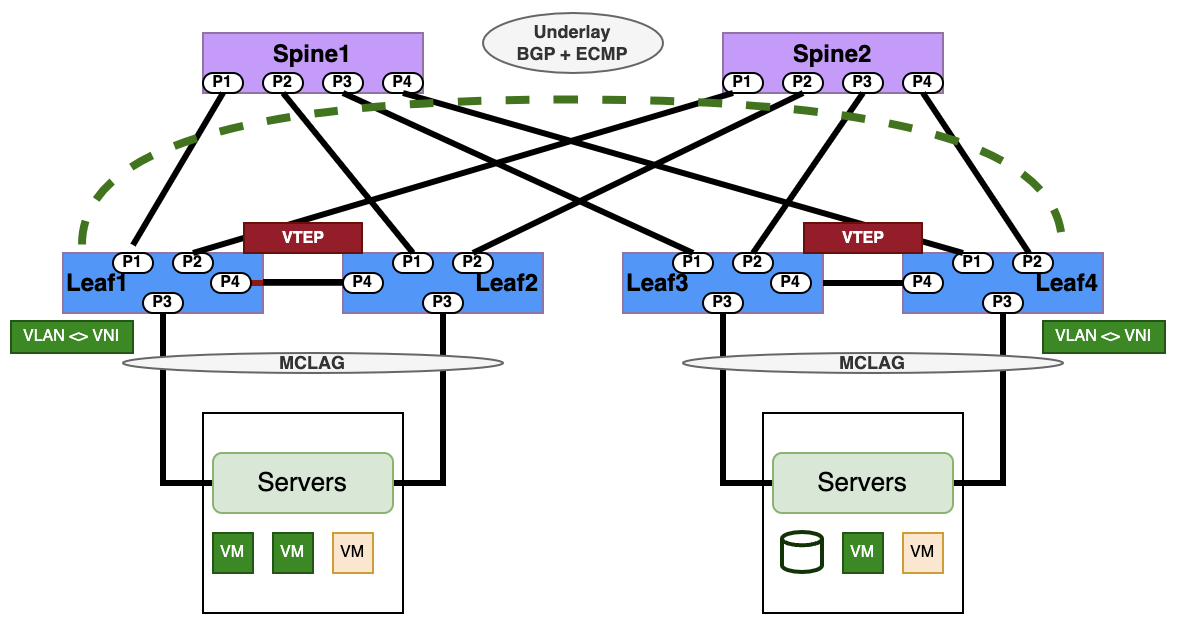 Underlay
BGP + ECMP
Spine1
P1
P2
P3
P4
Spine2
P1
P2
P3
P4
VTEP
VTEP
Leaf1
P1
P2
P4
P3
P4
P1
P2
Leaf2
P3
Leaf3
P1
P2
P4
P3
P4
P1
P2
Leaf4
P3
VLAN <> VNI
VLAN <> VNI
MCLAG
MCLAG
Servers
VM
VM
VM
Servers
VM
VM